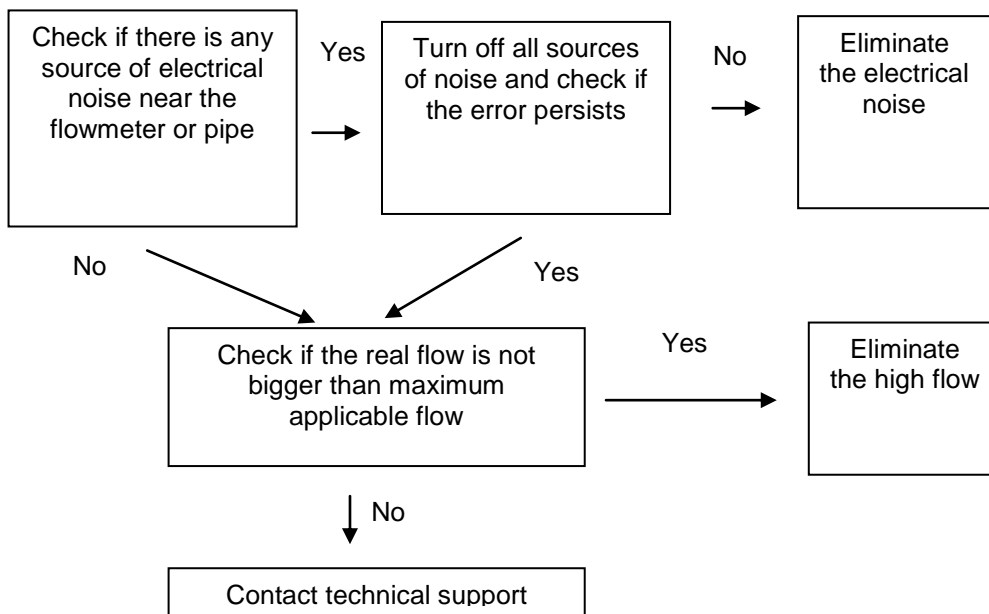 Check if there is any
source of electrical
noise near the
flowmeter or pipe
Yes
Turn off all sources
of noise and check if
the error persists
No
Eliminate
the electrical
noise
No
Yes
Check if the real flow is not
bigger than maximum
applicable flow
Yes
Eliminate
the high flow
No
Contact technical support